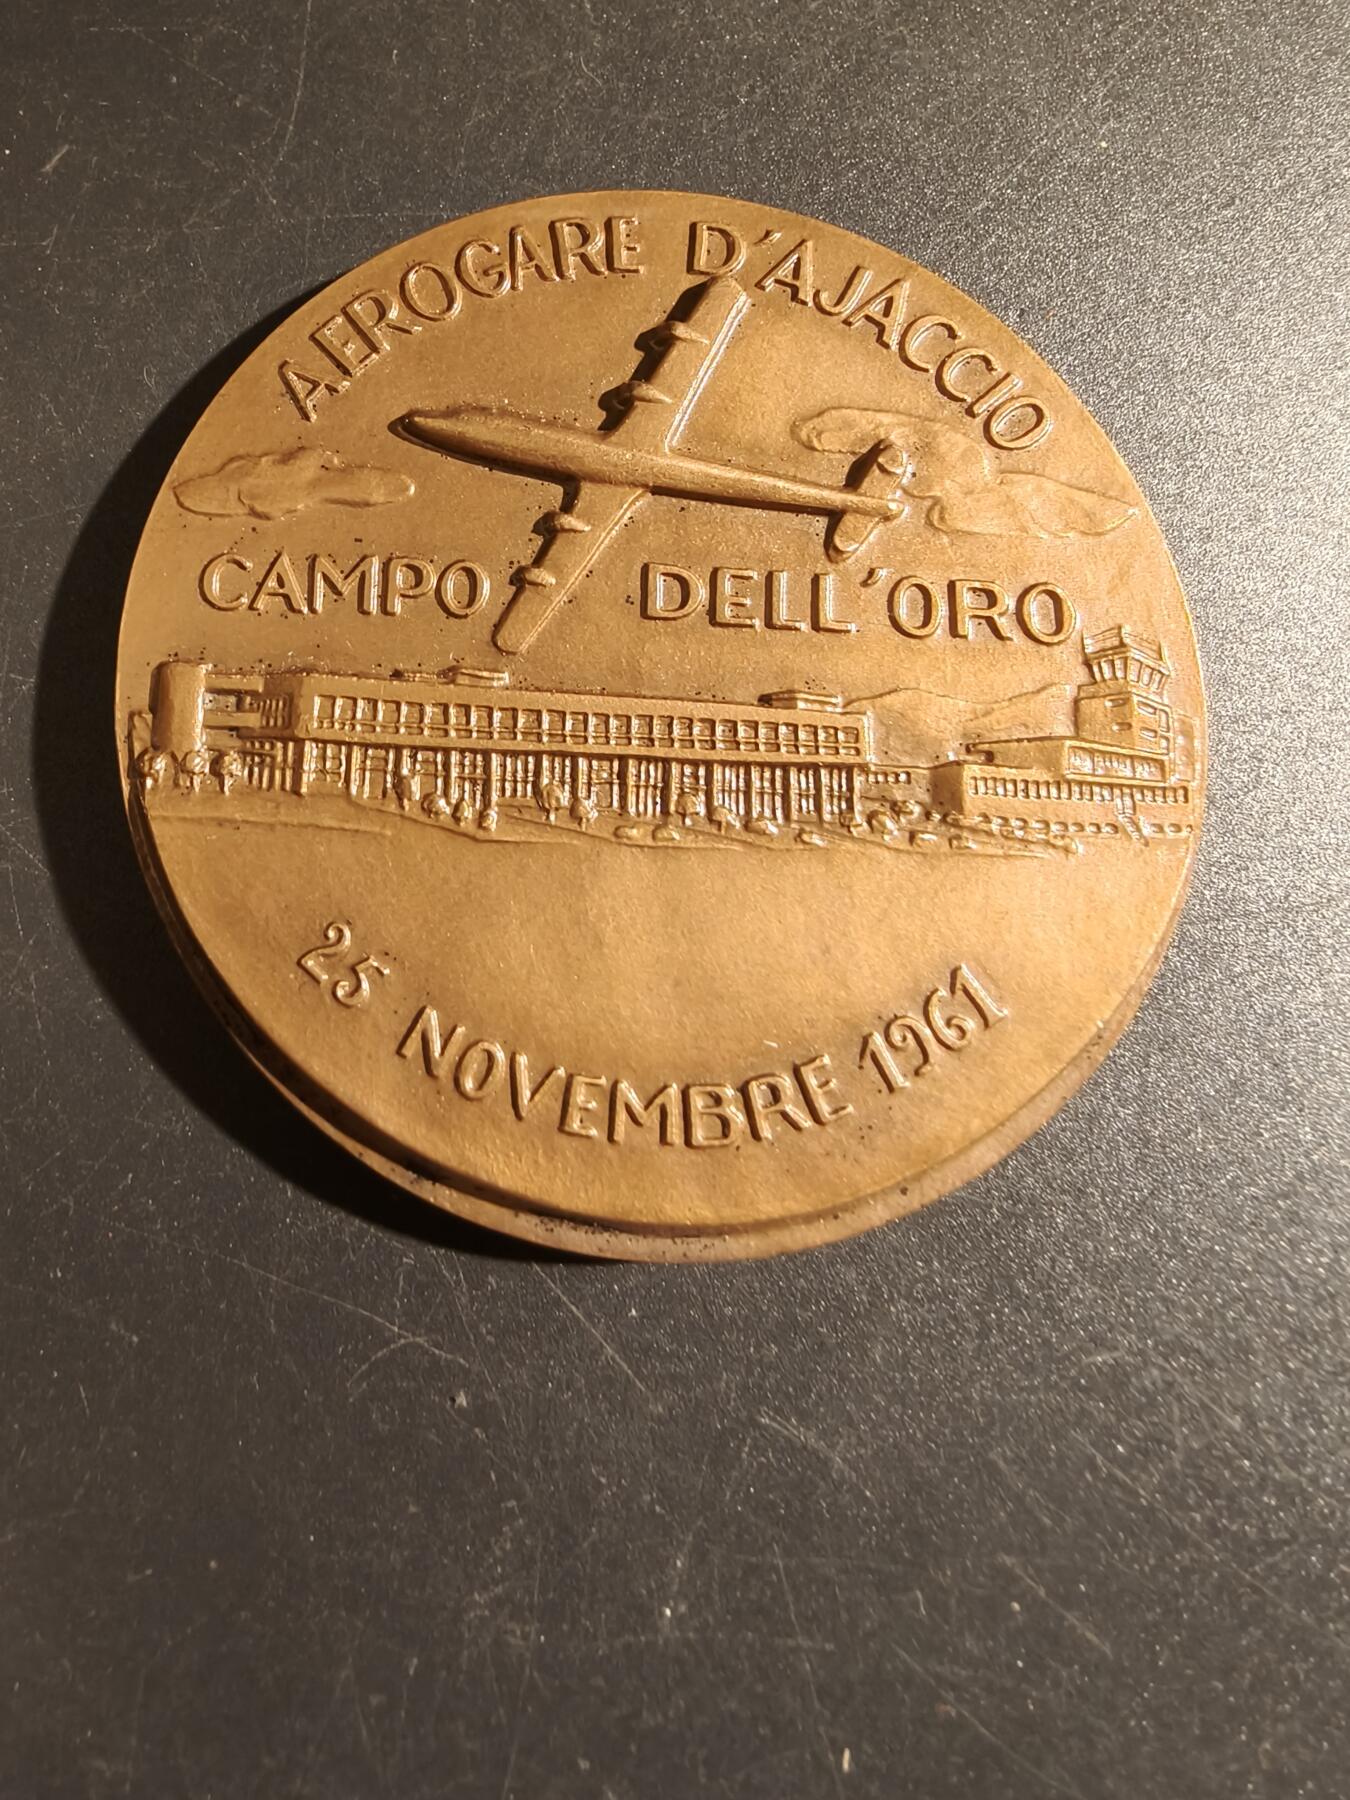 AEROGARE D'AJACCIO
CAMPO DELL'ORO
25 NOVEMBRE 1961